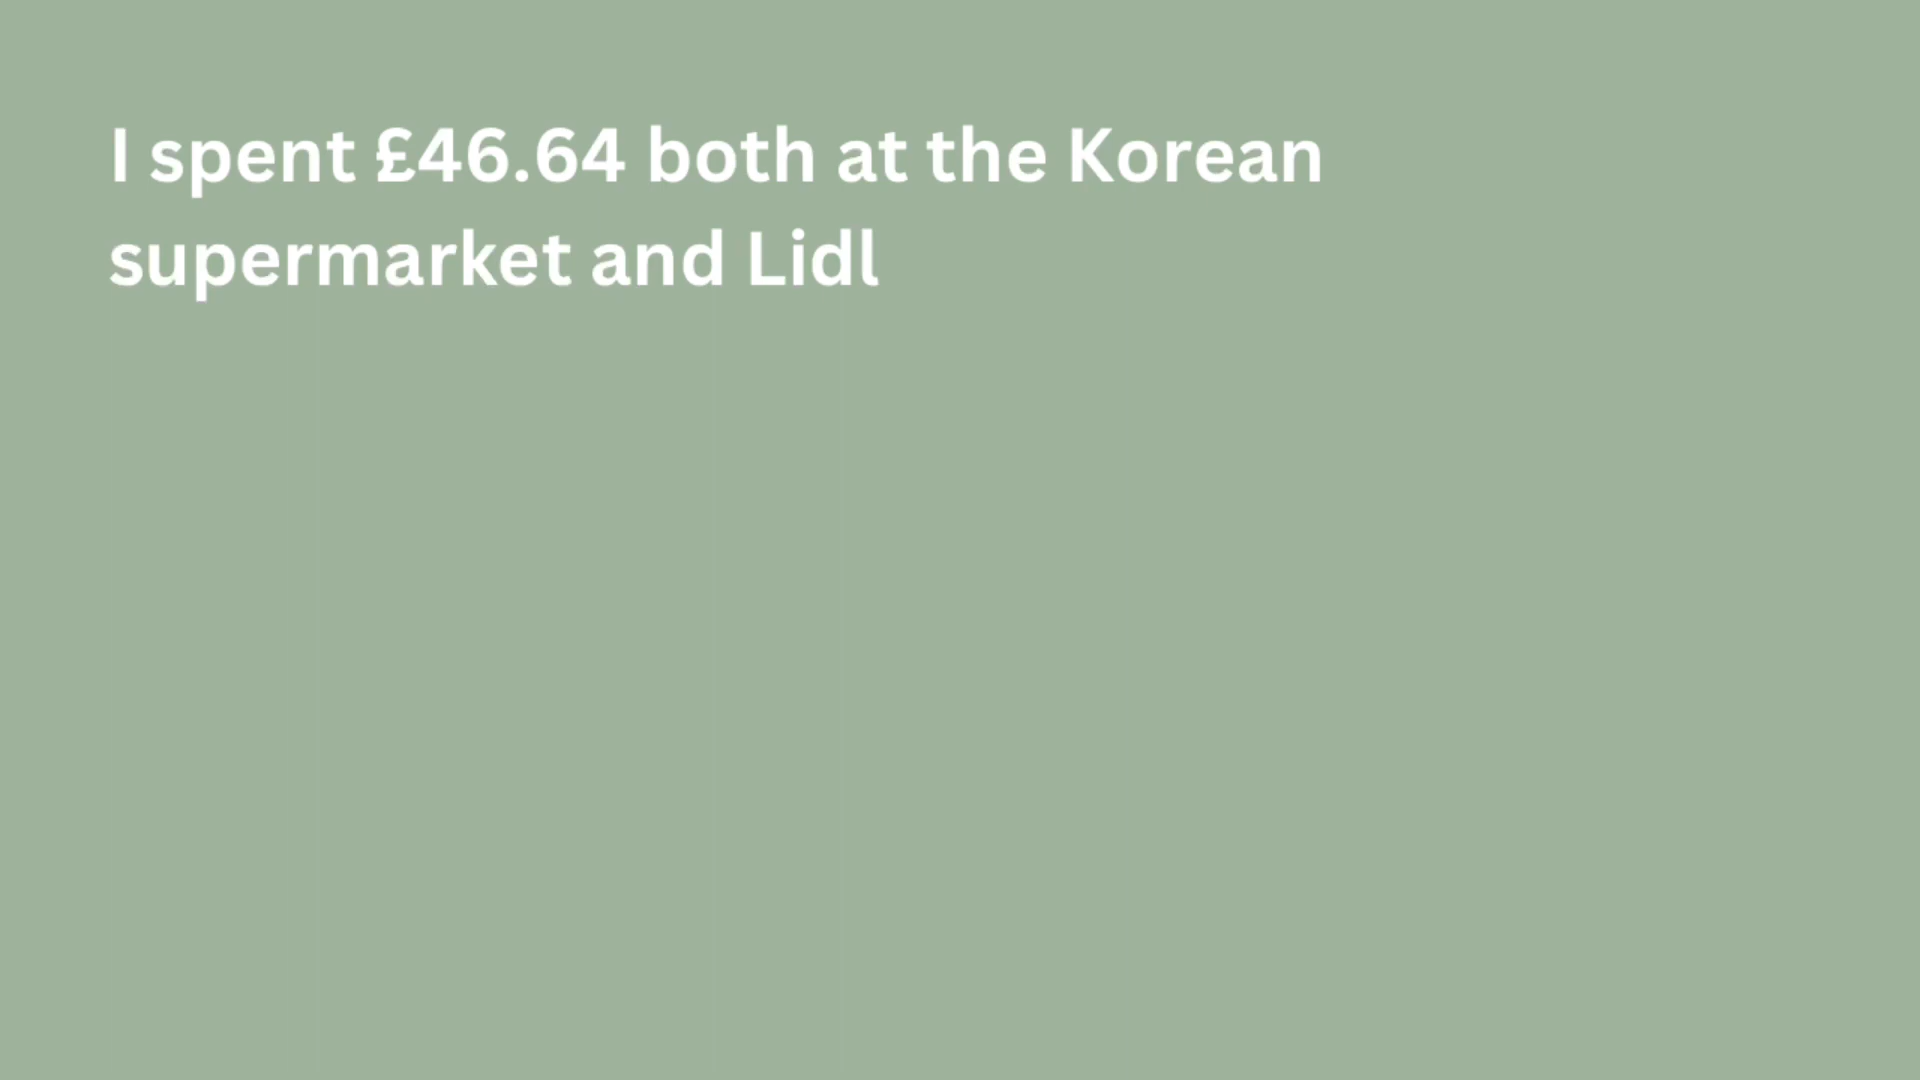 I spent £46.64 both at the Korean
supermarket and Lidl